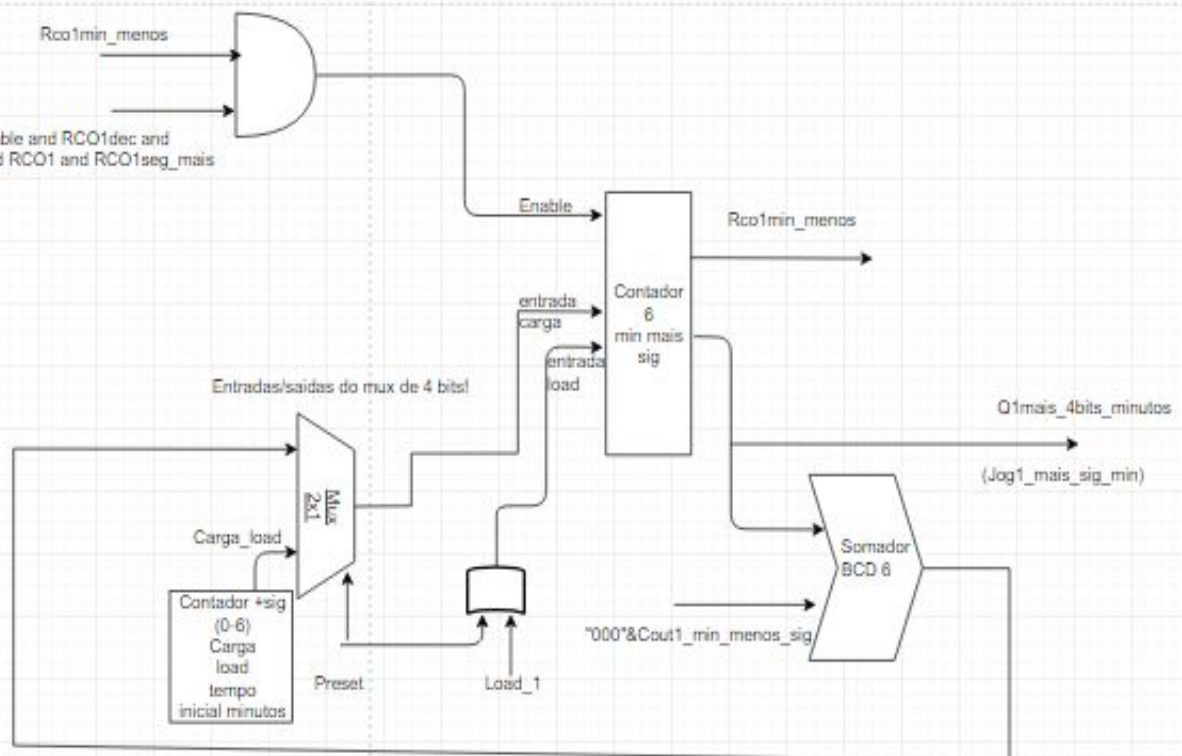 Rco1min_menos
ble and RCO1dec and
RCO1 and RCO1seg_mais
Enable
Rco1min_menos
entrada
carga
Contador
6
min mais
sig
entrada
load
Entradas/saidas do mux de 4 bits!
Q1mais_4bits_minutos
(Jog1_mais_sig_min)
Mux
2x1
Carga_load
Somador
BCD 6
Contador +sig
(0-6)
Carga
load
tempo
inicial minutos
"000"&Cout1_min_menos_sig
Preset
Load_1